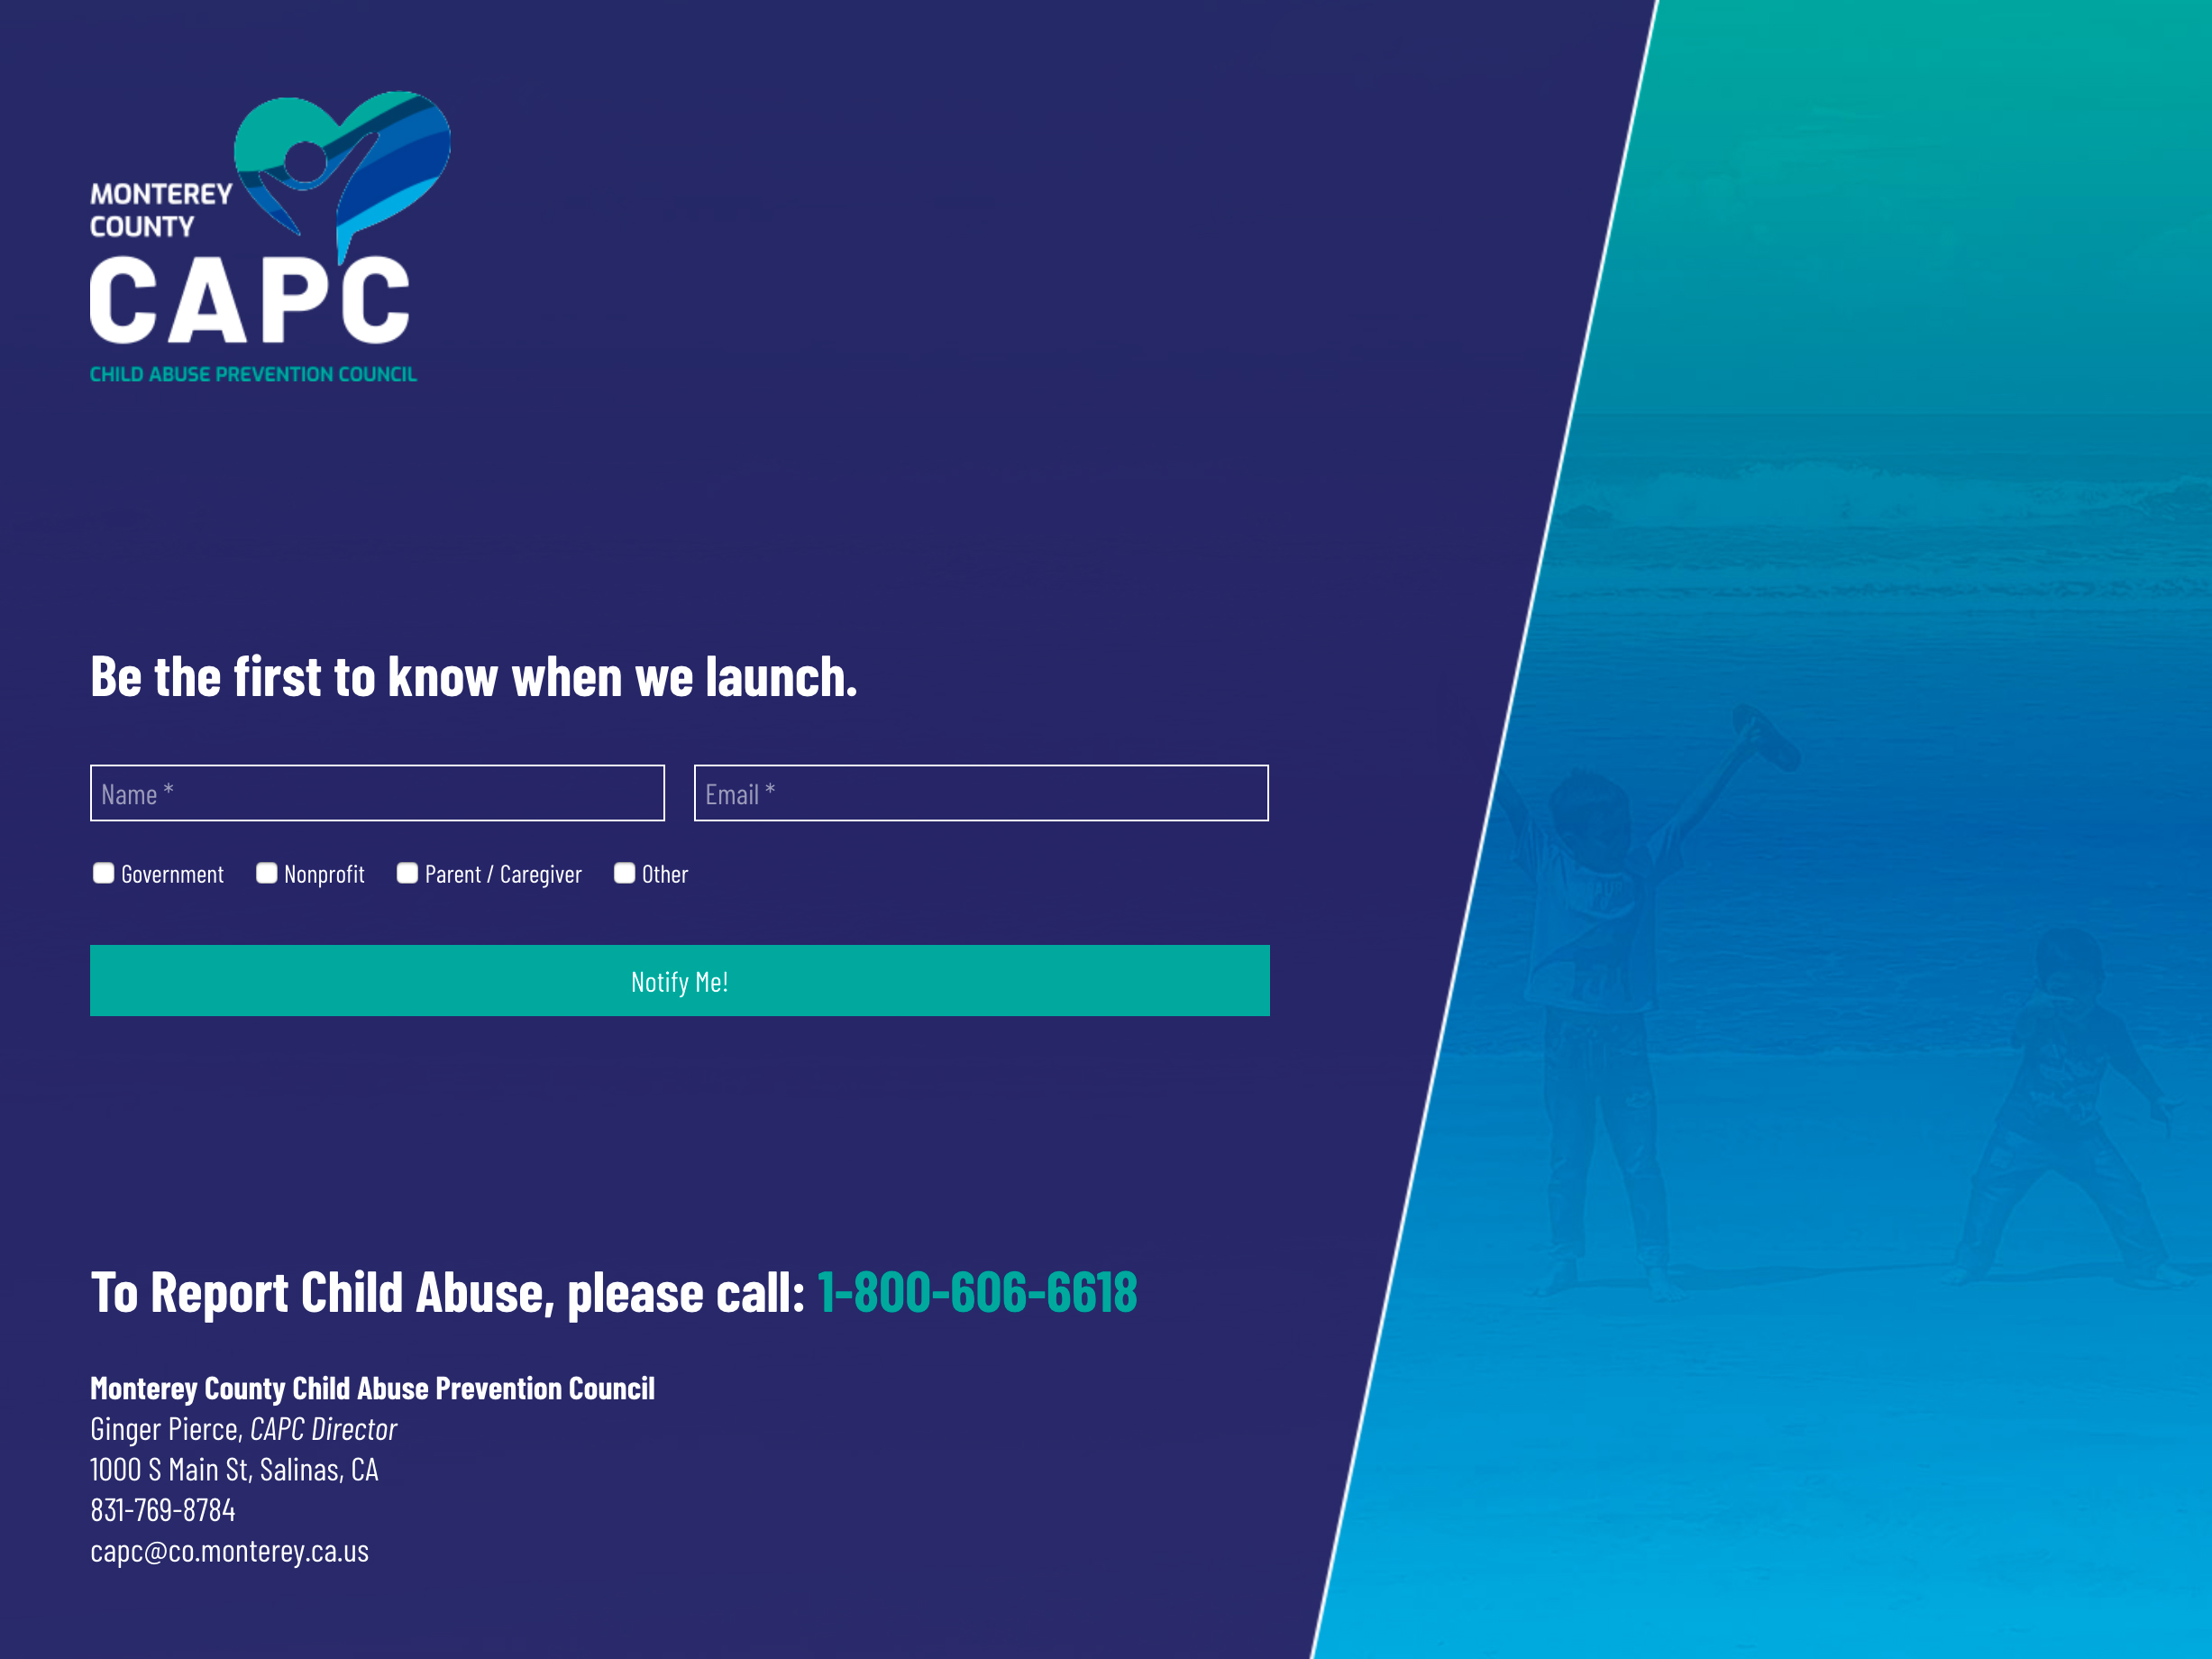 MONTEREY
COUNTY
CAPC
CHILD ABUSE PREVENTION COUNCIL
Be the first to know when we launch.
Name *
Email *
Government
Nonprofit
Parent / Caregiver
Other
Notify Me!
To Report Child Abuse, please call: 1-800-606-6618
Monterey County Child Abuse Prevention Council
Ginger Pierce, CAPC Director
1000 S Main St, Salinas, CA
831-769-8784
capc@co.monterey.ca.us